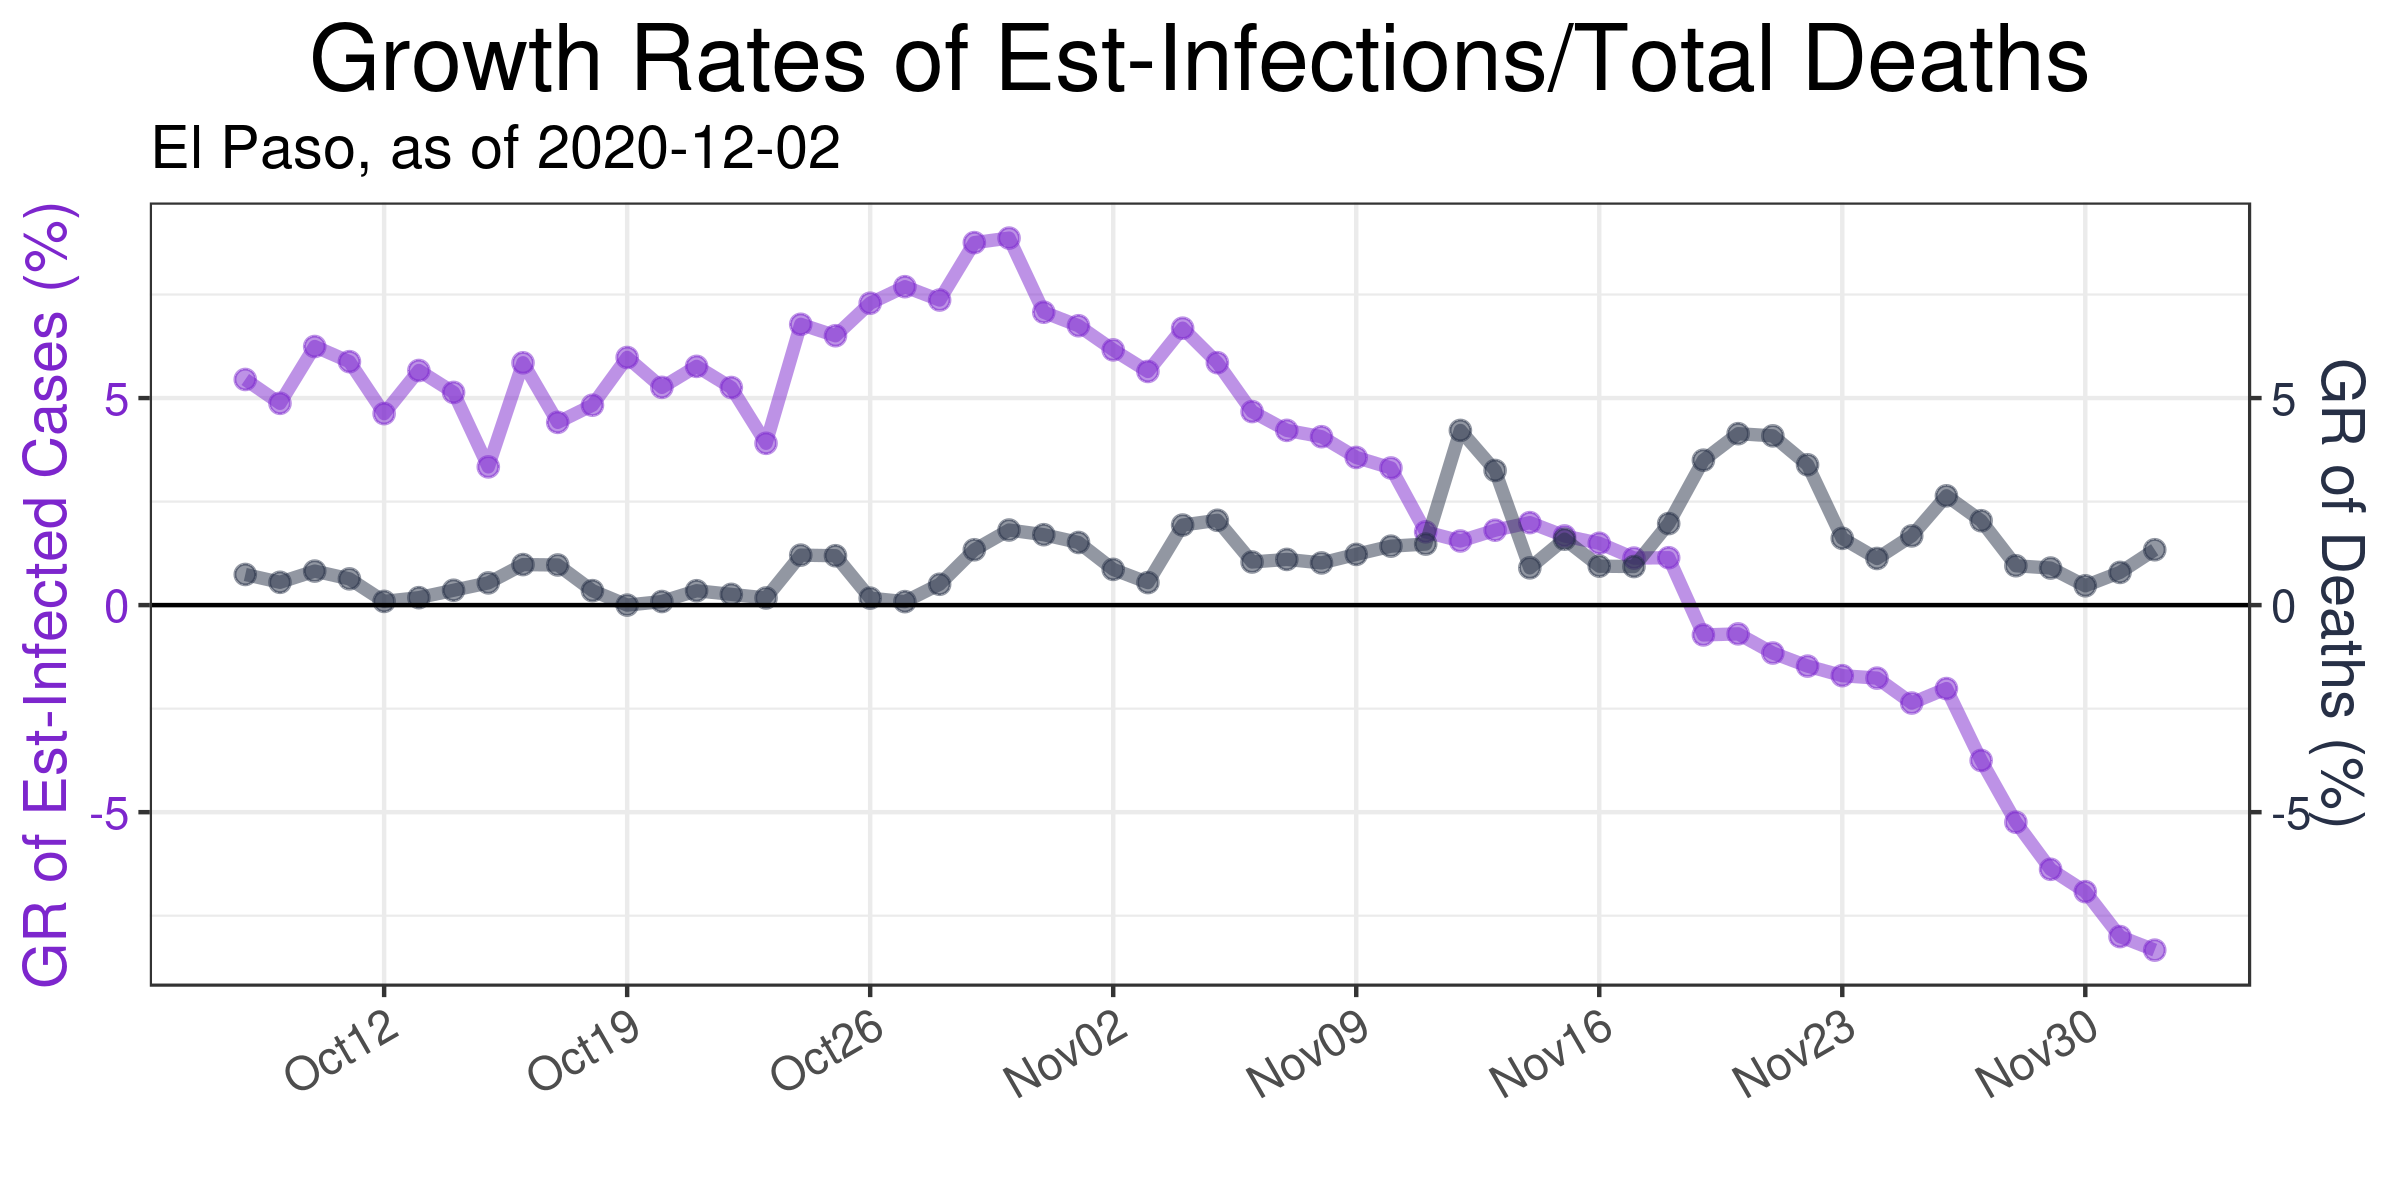 Growth Rates of Est-Infections/Total Deaths
El Paso, as of 2020-12-02
GR of Est-Infected Cases (%)
5
0
-5
5
0
-5
GR of Deaths (%)
Oct12
Oct19
Oct26
Nov02
Nov09
Nov16
Nov23
Nov30